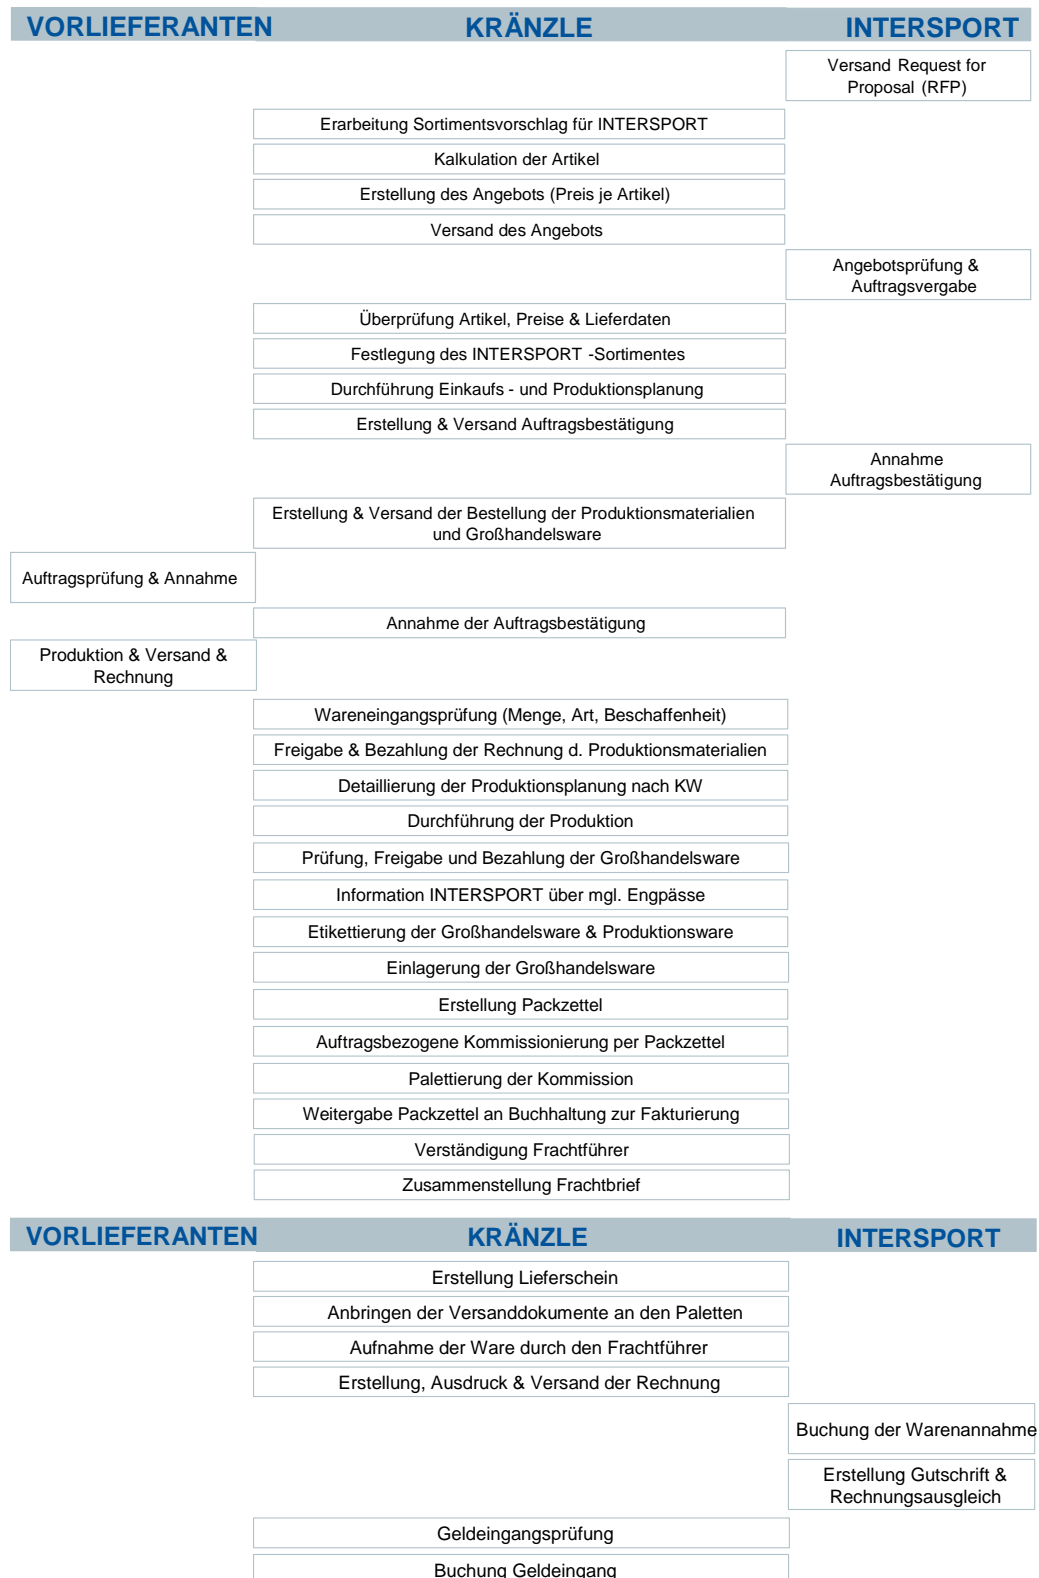 VORLIEFERANTEN KRÄNZLE INTERSPORT
Versand Request for
Proposal (RFP)
Erarbeitung Sortimentsvorschlag für INTERSPORT
Kalkulation der Artikel
Erstellung des Angebots (Preis je Artikel)
Versand des Angebots
Angebotsprüfung &
Auftragsvergabe
Überprüfung Artikel, Preise & Lieferdaten
Festlegung des INTERSPORT -Sortimentes
Durchführung Einkaufs - und Produktionsplanung
Erstellung & Versand Auftragsbestätigung
Annahme
Auftragsbestätigung
Erstellung & Versand der Bestellung der Produktionsmaterialien
und Großhandelsware
Auftragsprüfung & Annahme
Annahme der Auftragsbestätigung
Produktion & Versand &
Rechnung
Wareneingangsprüfung (Menge, Art, Beschaffenheit)
Freigabe & Bezahlung der Rechnung d. Produktionsmaterialien
Detaillierung der Produktionsplanung nach KW
Durchführung der Produktion
Prüfung, Freigabe und Bezahlung der Großhandelsware
Information INTERSPORT über mgl. Engpässe
Etikettierung der Großhandelsware & Produktionsware
Einlagerung der Großhandelsware
Erstellung Packzettel
Auftragsbezogene Kommissionierung per Packzettel
Palettierung der Kommission
Weitergabe Packzettel an Buchhaltung zur Fakturierung
Verständigung Frachtführer
Zusammenstellung Frachtbrief
VORLIEFERANTEN KRÄNZLE INTERSPORT
Erstellung Lieferschein
Anbringen der Versanddokumente an den Paletten
Aufnahme der Ware durch den Frachtführer
Erstellung, Ausdruck & Versand der Rechnung
Buchung der Warenannahme
Erstellung Gutschrift &
Rechnungsausgleich
Geldeingangsprüfung
Buchung Geldeingang